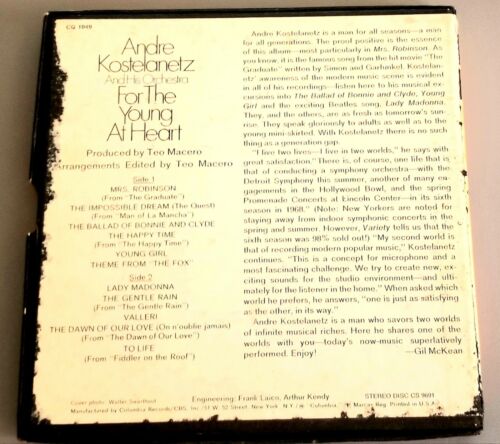 CQ 1049
Andre
Kostelanetz
And His Orchestra
For The
Young
At Heart
Produced by Teo Macero
Arrangements Edited by Teo Macero
Side 1
MRS. ROBINSON
(From "The Graduate")
THE IMPOSSIBLE DREAM (The Quest)
(From "Man of La Mancha")
THE BALLAD OF BONNIE AND CLYDE
THE HAPPY TIME
(From "The Happy Time")
YOUNG GIRL
THEME FROM "THE FOX"
Side 2
LADY MADONNA
THE GENTLE RAIN
(From "The Gentle Rain")
VALLERI
THE DAWN OF OUR LOVE (On n'oublie jamais)
(From "The Dawn of Our Love")
TO LIFE
(From "Fiddler on the Roof")
Andre Kostelanetz is a man for all seasons—a man
for all generations. The proof positive is the essence
of this album—most particularly in Mrs. Robinson. As
you know, it is the famous song from the hit movie "The
Graduate" written by Simon and Garfunkel. Kostelan-
etz' awareness of the modern music scene is evident
in all of his recordings—listen here to his musical ex-
cursions into The Ballad of Bonnie and Clyde, Young
Girl and the exciting Beatles song, Lady Madonna.
They, and the others, are as fresh as tomorrow's sun-
rise. They speak gloriously to adults as well as to the
young mini-skirted. With Kostelanetz there is no such
thing as a generation gap.
"I live two lives—I live in two worlds," he says with
great satisfaction. There is, of course, one life that is
that of conducting a symphony orchestra—with the
Detroit Symphony this summer, another of many en-
gagements in the Hollywood Bowl, and the spring
Promenade Concerts at Lincoln Center—in its sixth
season in 1968. (Note: New Yorkers are noted for
staying away from indoor symphonic concerts in the
spring and summer. However, Variety tells us that the
sixth season was 98% sold out!) "My second world is
that of recording modern popular music," Kostelanetz
continues. "This is a concept for microphone and a
most fascinating challenge. We try to create new, ex-
citing sounds for the studio environment—and ulti-
mately for the listener in the home." When asked which
world he prefers, he answers, "one is just as satisfying
as the other, in its way."
Andre Kostelanetz is a man who savors two worlds
of infinite musical riches. Here he shares one of the
worlds with you—today's now-music superlatively
performed. Enjoy!
—Gil McKean
Engineering: Frank Laico, Arthur Kendy
STEREO DISC CS 9691
Cover photo: Walter Swarthout
Manufactured by Columbia Records/CBS, Inc./51 W. 52 Street, New York, N.Y./ "Columbia," Marcas Reg. Printed in U.S.A.